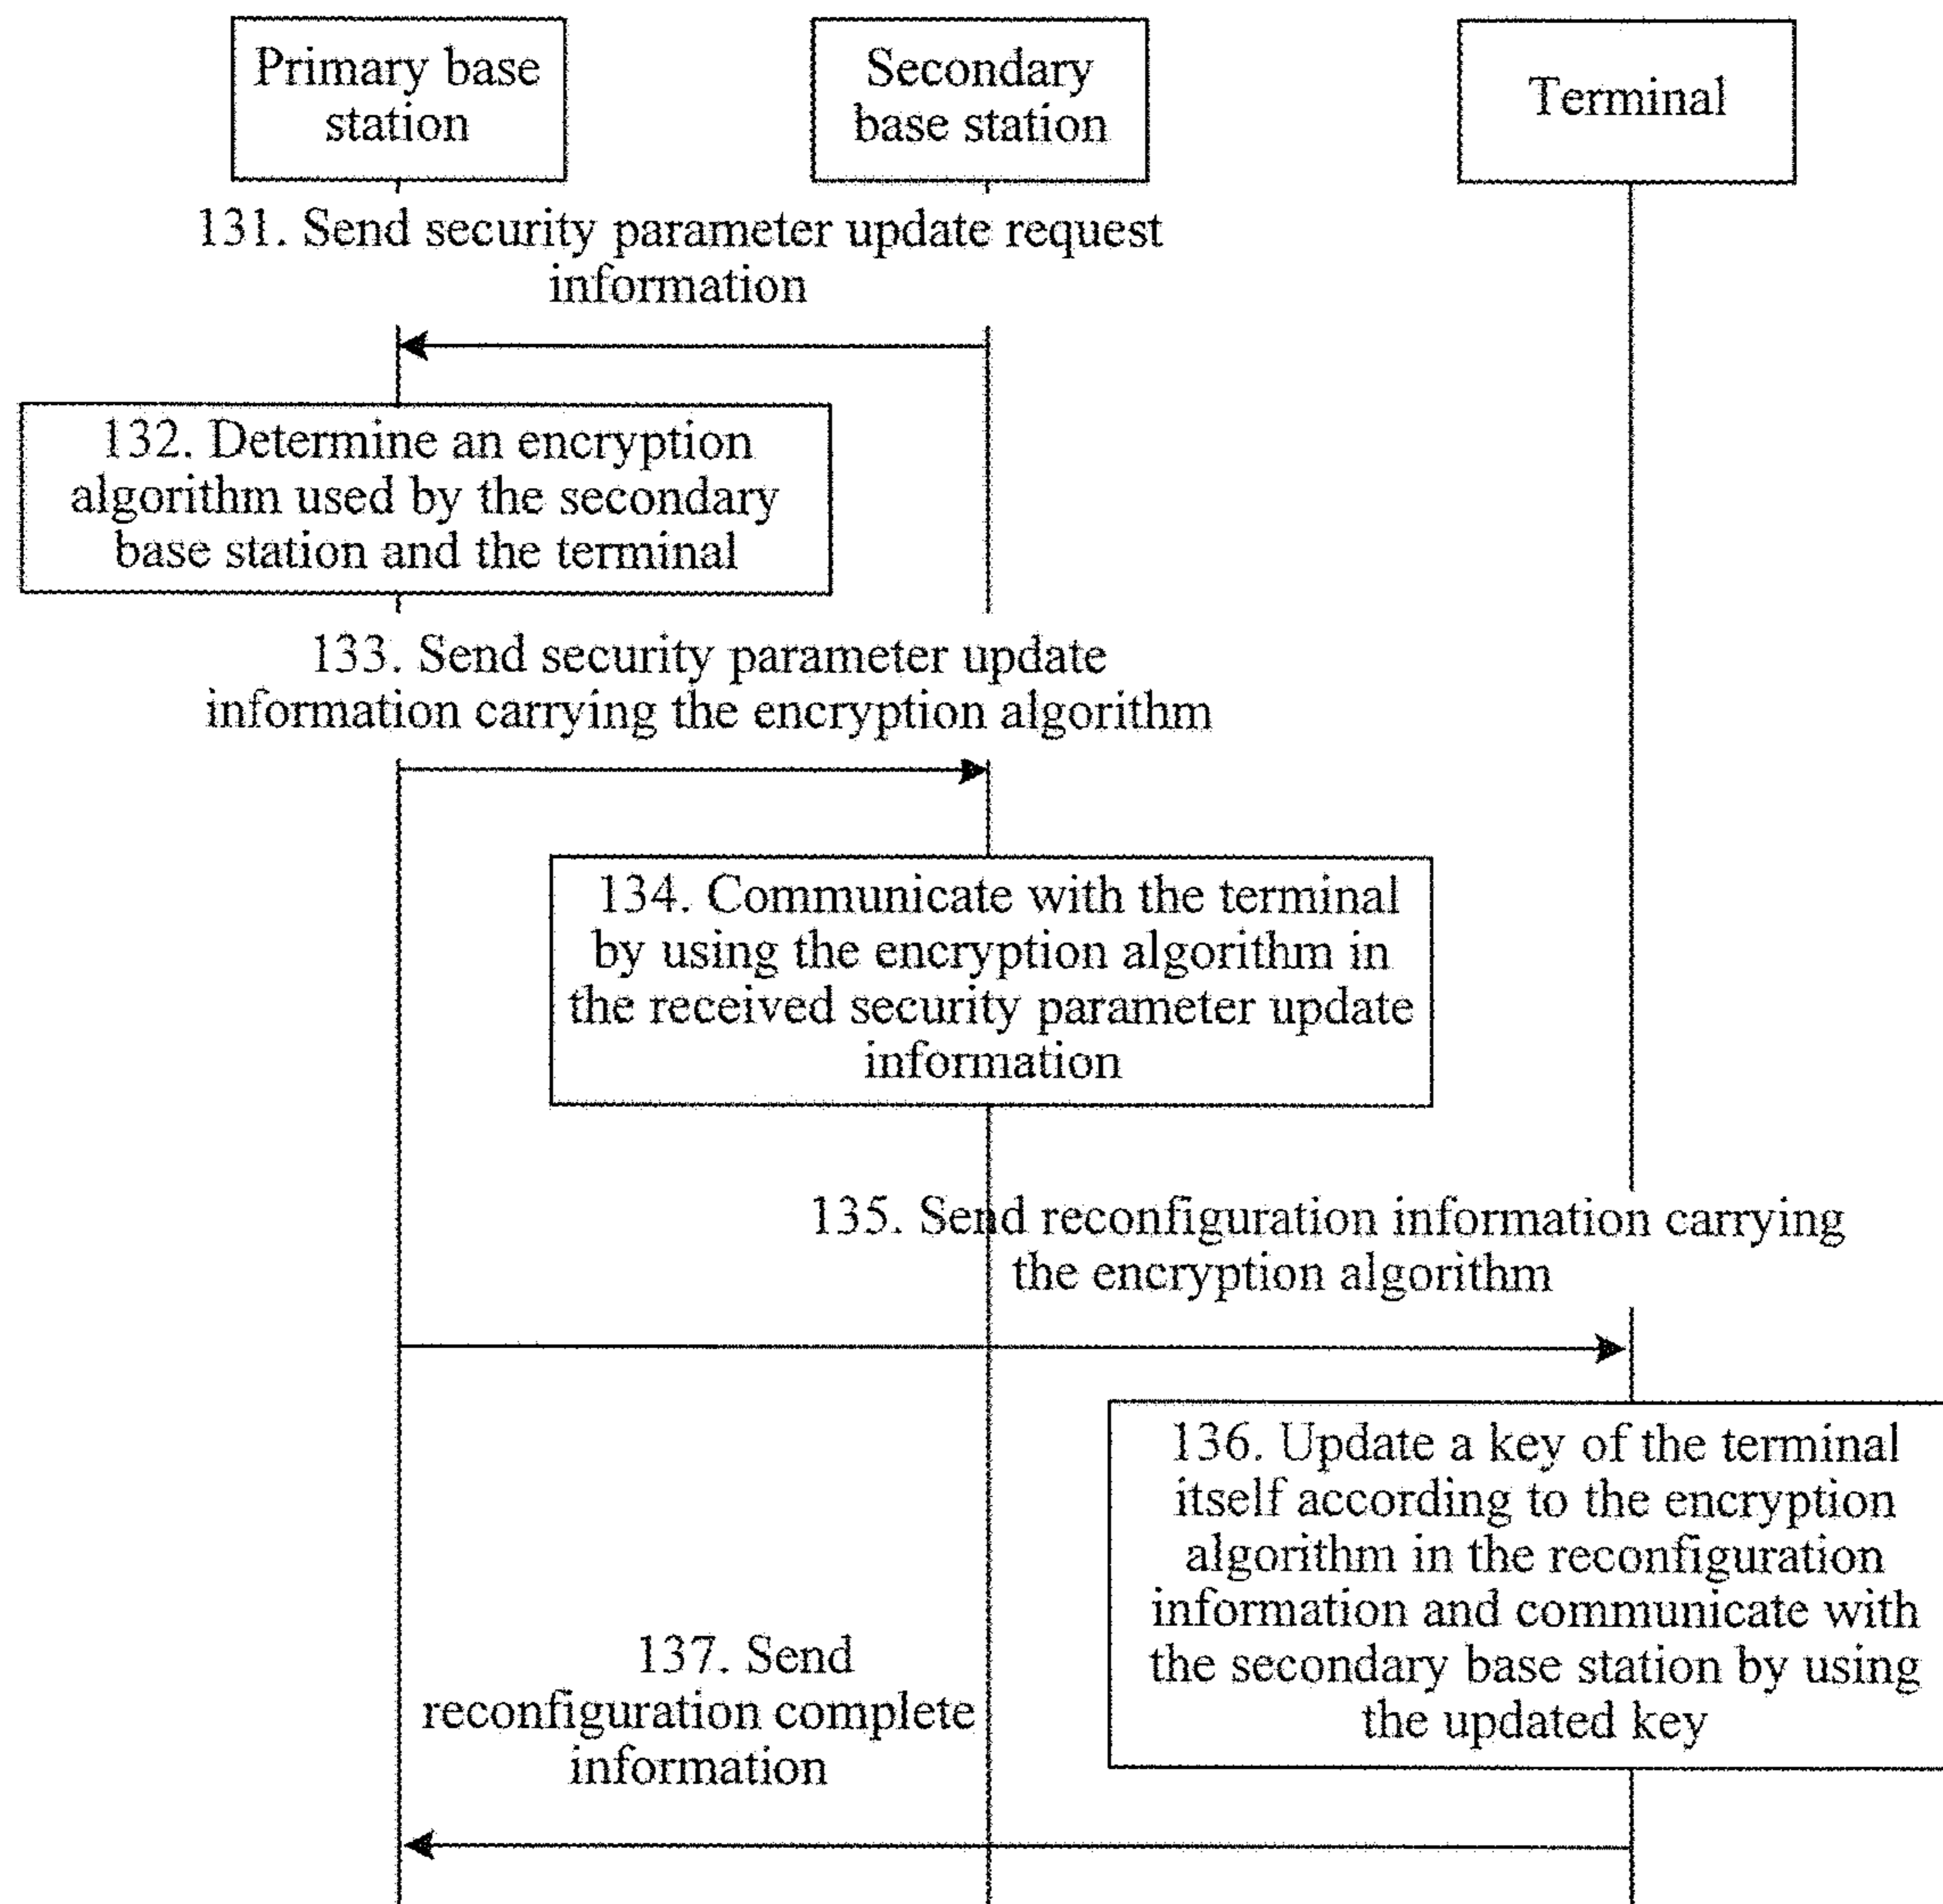 Primary base
station
Secondary
base station
Terminal
131. Send security parameter update request
information
132. Determine an encryption
algorithm used by the secondary
base station and the terminal
133. Send security parameter update
information carrying the encryption algorithm
134. Communicate with the terminal
by using the encryption algorithm in
the received security parameter update
information
135. Send reconfiguration information carrying
the encryption algorithm
136. Update a key of the terminal
itself according to the encryption
algorithm in the reconfiguration
information and communicate with
the secondary base station by using
the updated key
137. Send
reconfiguration complete
information